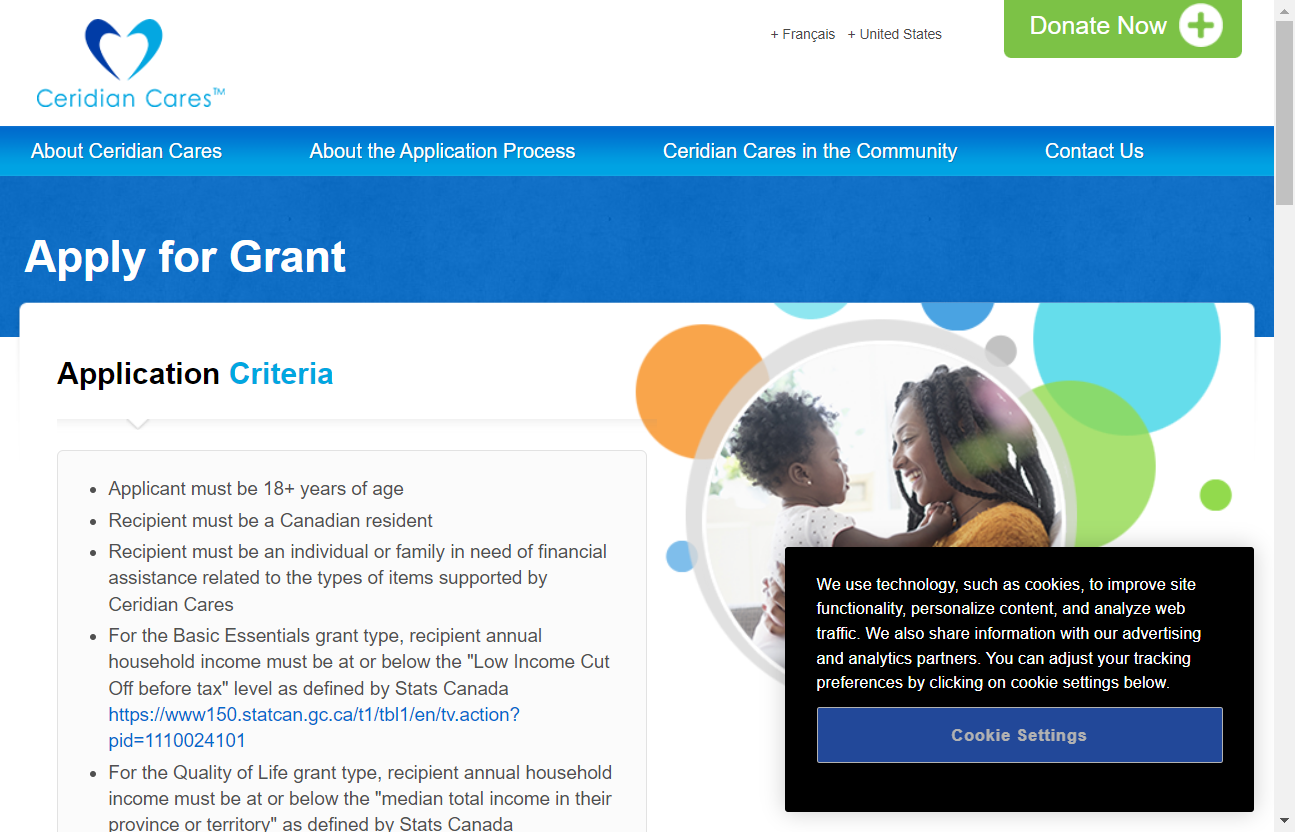 + Français + United States
Donate Now
Ceridian Cares™
About Ceridian Cares
About the Application Process
Ceridian Cares in the Community
Contact Us
Apply for Grant
Application Criteria
Applicant must be 18+ years of age
Recipient must be a Canadian resident
Recipient must be an individual or family in need of financial
assistance related to the types of items supported by
Ceridian Cares
For the Basic Essentials grant type, recipient annual
household income must be at or below the "Low Income Cut
Off before tax" level as defined by Stats Canada
https://www150.statcan.gc.ca/t1/tbl1/en/tv.action?
pid=1110024101
For the Quality of Life grant type, recipient annual household
income must be at or below the "median total income in their
province or territory" as defined by Stats Canada
We use technology, such as cookies, to improve site
functionality, personalize content, and analyze web
traffic. We also share information with our advertising
and analytics partners. You can adjust your tracking
preferences by clicking on cookie settings below.
Cookie Settings